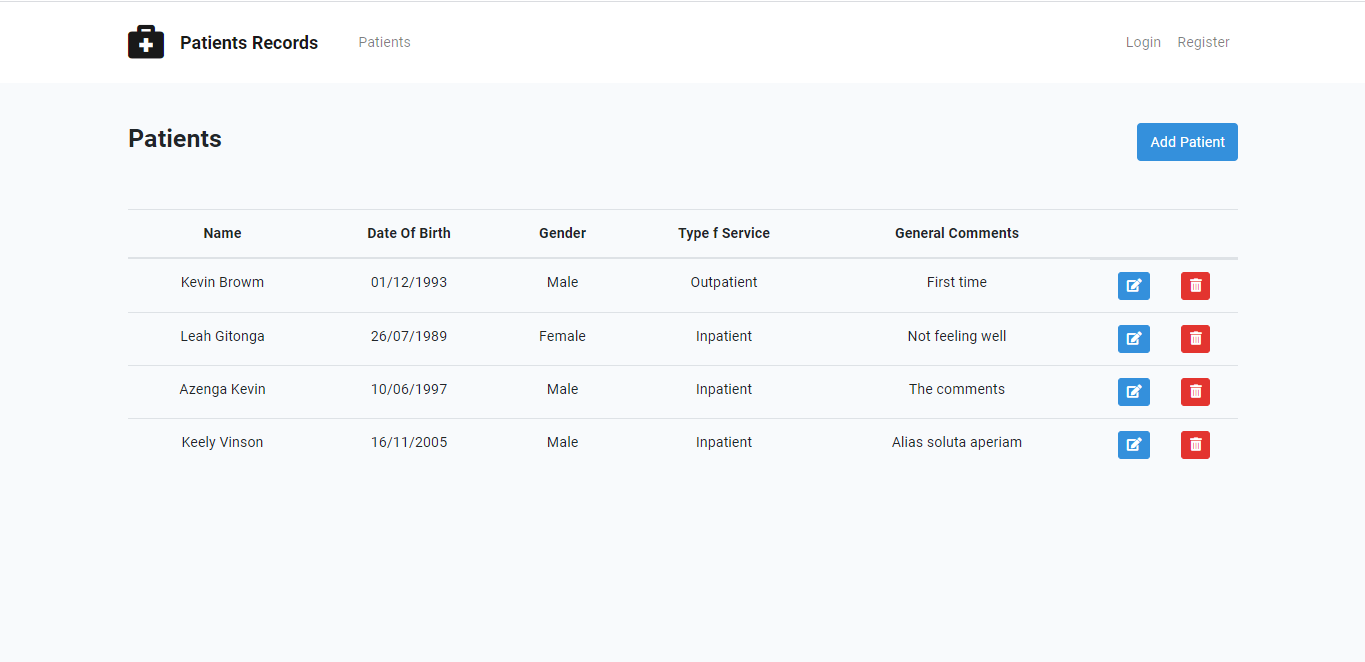 Patients Records Patients Login Register
Patients Add Patient
Name Date Of Birth Gender Type f Service General Comments
Kevin Browm 01/12/1993 Male Outpatient First time
Leah Gitonga 26/07/1989 Female Inpatient Not feeling well
Azenga Kevin 10/06/1997 Male Inpatient The comments
Keely Vinson 16/11/2005 Male Inpatient Alias soluta aperiam